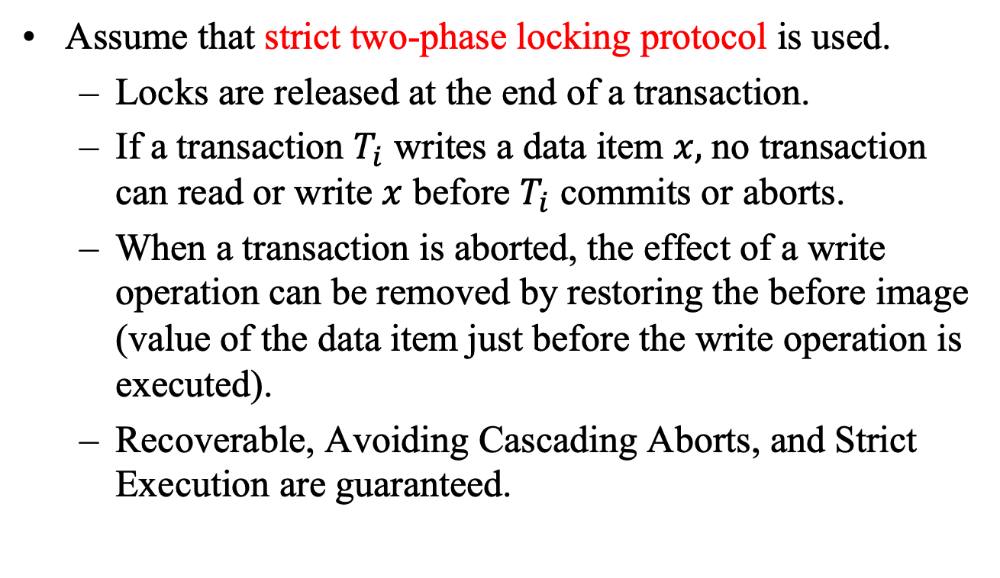 • Assume that strict two-phase locking protocol is used.
– Locks are released at the end of a transaction.
– If a transaction Tᵢ writes a data item x, no transaction
can read or write x before Tᵢ commits or aborts.
– When a transaction is aborted, the effect of a write
operation can be removed by restoring the before image
(value of the data item just before the write operation is
executed).
– Recoverable, Avoiding Cascading Aborts, and Strict
Execution are guaranteed.